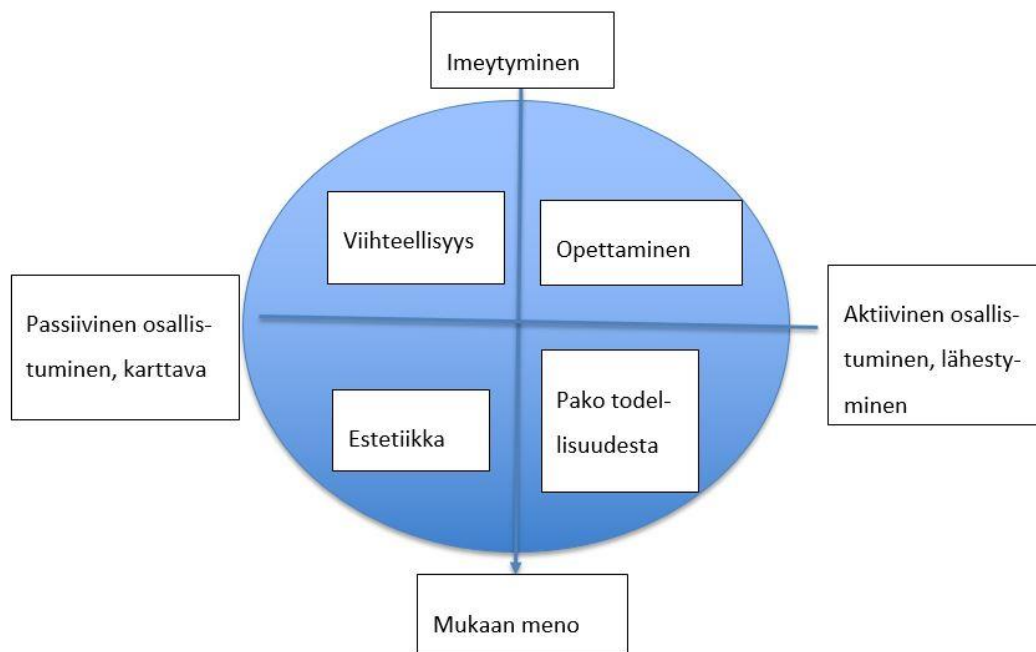 Imeytyminen
Viihteellisyys
Opettaminen
Passiivinen osallis-
tuminen, karttava
Aktiivinen osallis-
tuminen, lähesty-
minen
Estetiikka
Pako todel-
lisuudesta
Mukaan meno